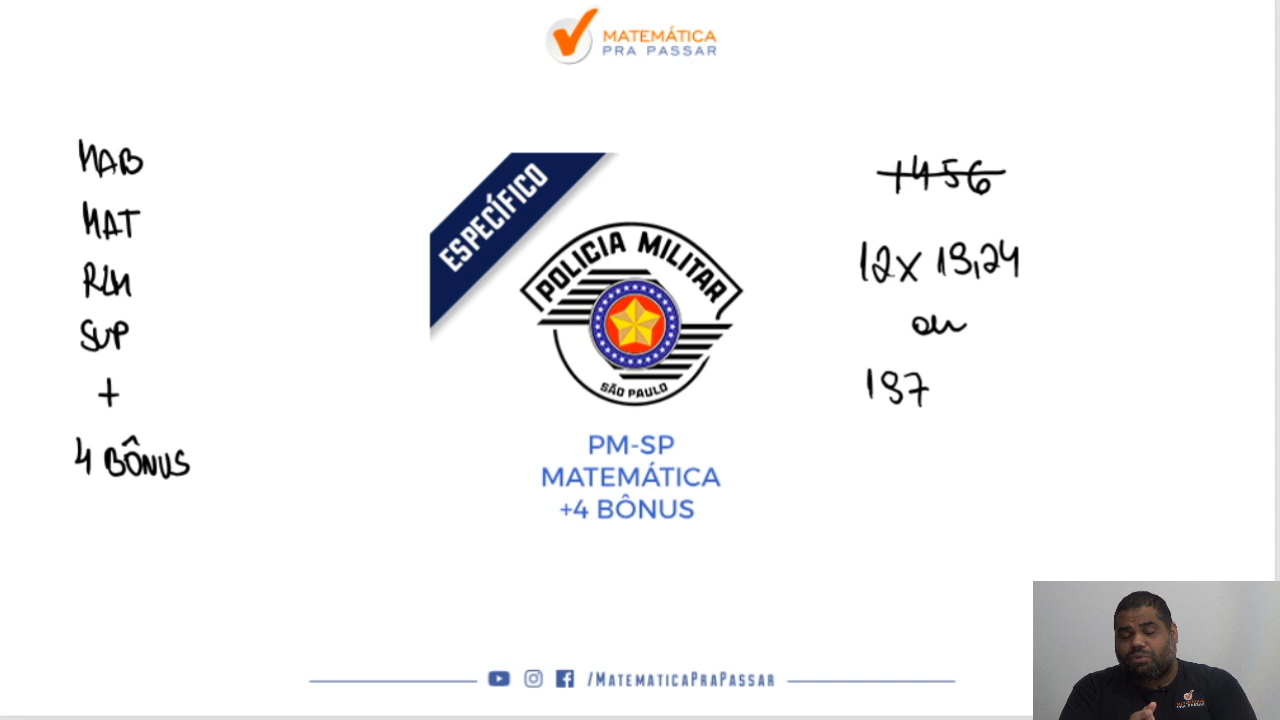 MATEMÁTICA
PRA PASSAR
MAB
MAT
RLM
SUP
+
4 BÔNUS
ESPECÍFICO
POLICIA MILITAR
SÃO PAULO
PM-SP
MATEMÁTICA
+4 BÔNUS
1456
12x 19,24
ou
197
/MATEMATICAPRAPASSAR